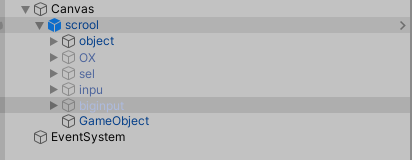 Canvas
scrool
object
OX
sel
inpu
biginput
GameObject
EventSystem